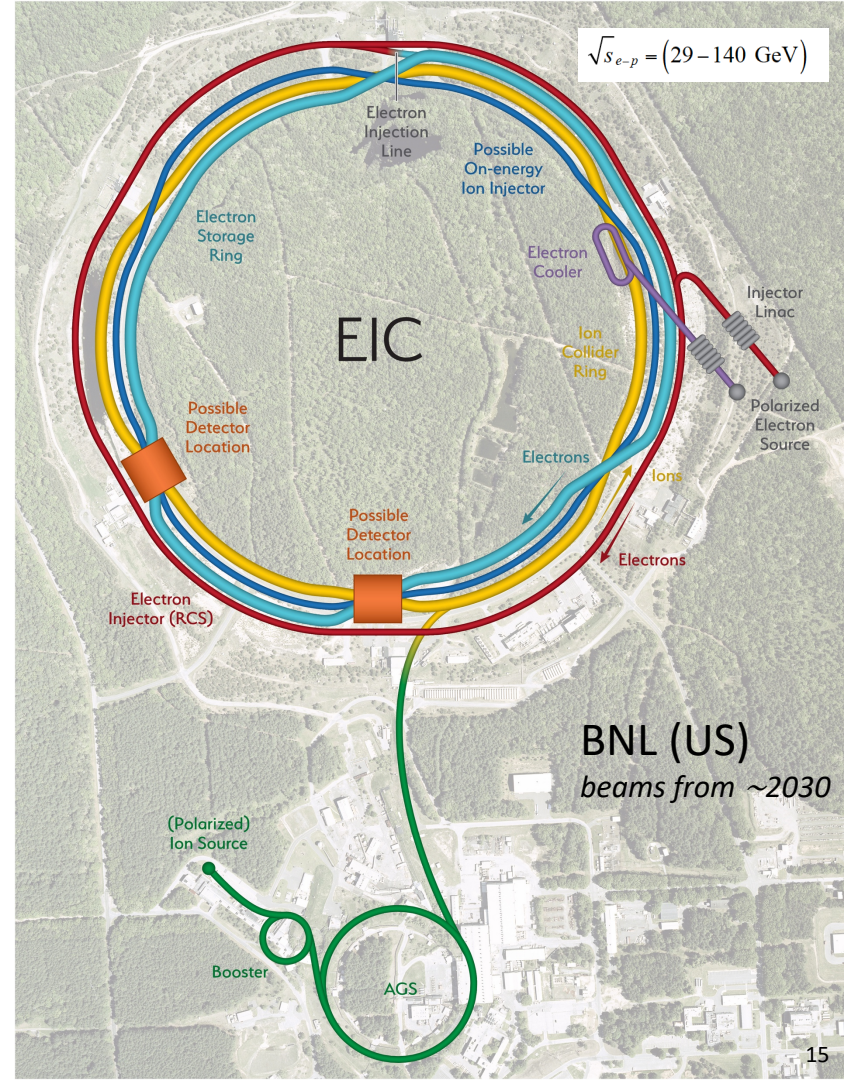 √s e–p = (29 – 140 GeV)
Electron
Injection
Line
Possible
On-energy
Ion Injector
Electron
Storage
Ring
Electron
Cooler
Injector
Linac
EIC
Ion
Collider
Ring
Possible
Detector
Location
Polarized
Electron
Source
Electrons
Ions
Possible
Detector
Location
Electrons
Electron
Injector (RCS)
BNL (US)
beams from ~2030
(Polarized)
Ion Source
Booster
AGS
15